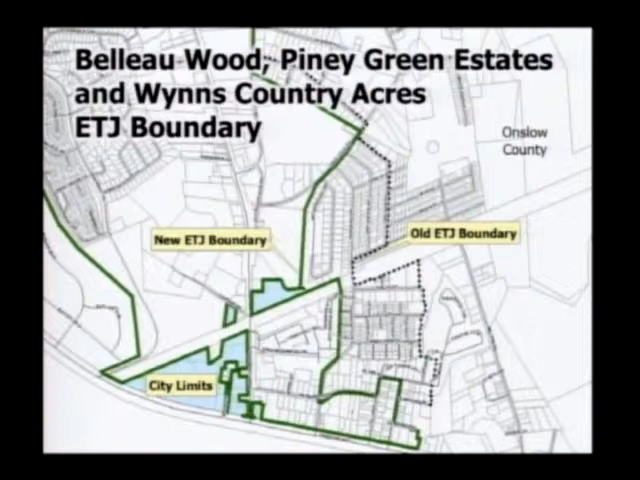 Belleau Wood, Piney Green Estates
and Wynns Country Acres
ETJ Boundary
Onslow
County
New ETJ Boundary
Old ETJ Boundary
City Limits